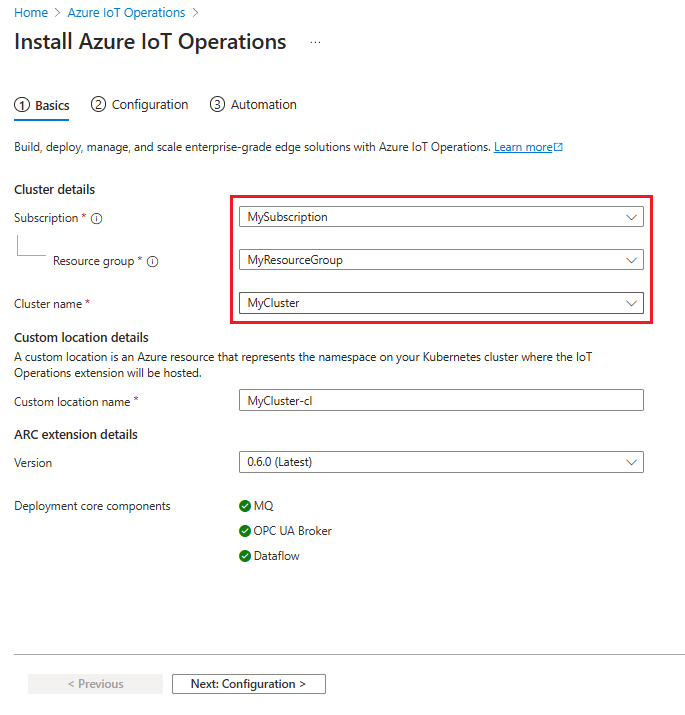 Home > Azure IoT Operations >
Install Azure IoT Operations ...
1 Basics 2 Configuration 3 Automation
Build, deploy, manage, and scale enterprise-grade edge solutions with Azure IoT Operations. Learn more
Cluster details
Subscription * MySubscription
Resource group * MyResourceGroup
Cluster name * MyCluster
Custom location details
A custom location is an Azure resource that represents the namespace on your Kubernetes cluster where the IoT
Operations extension will be hosted.
Custom location name * MyCluster-cl
ARC extension details
Version 0.6.0 (Latest)
Deployment core components MQ
OPC UA Broker
Dataflow
< Previous Next: Configuration >